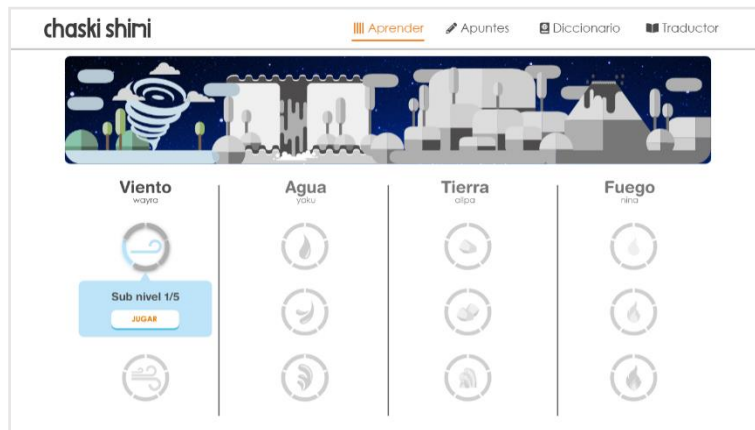 chaski shimi
Aprender
Apuntes
Diccionario
Traductor
Viento
wayra
Agua
yaku
Tierra
allpa
Fuego
nina
Sub nivel 1/5
JUGAR